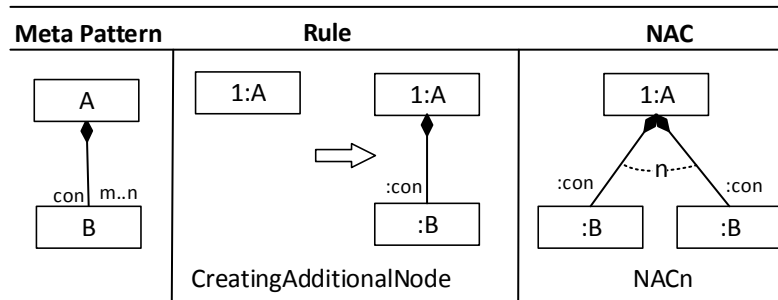 Meta Pattern Rule NAC
A 1:A 1:A 1:A
n
con m..n :con :con :con
B :B :B :B
CreatingAdditionalNode NACn